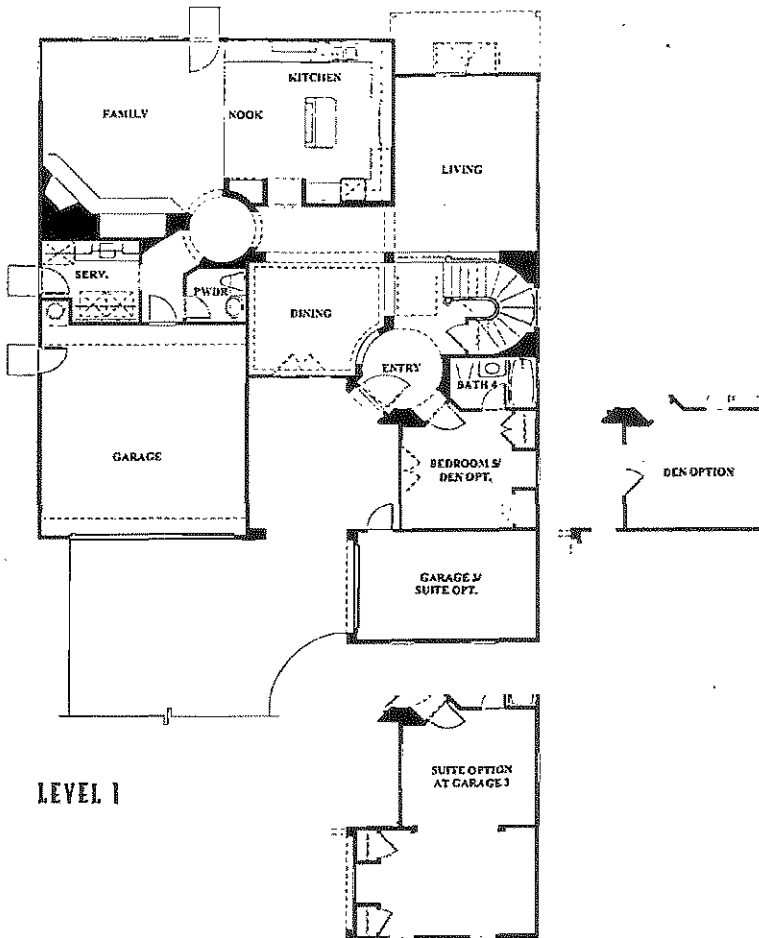 KITCHEN
FAMILY
NOOK
LIVING
SERV.
PWDR
DINING
ENTRY
BATH 4
GARAGE
BEDROOM 5/
DEN OPT.
DEN OPTION
GARAGE 3/
SUITE OPT.
LEVEL 1
SUITE OPTION
AT GARAGE 3